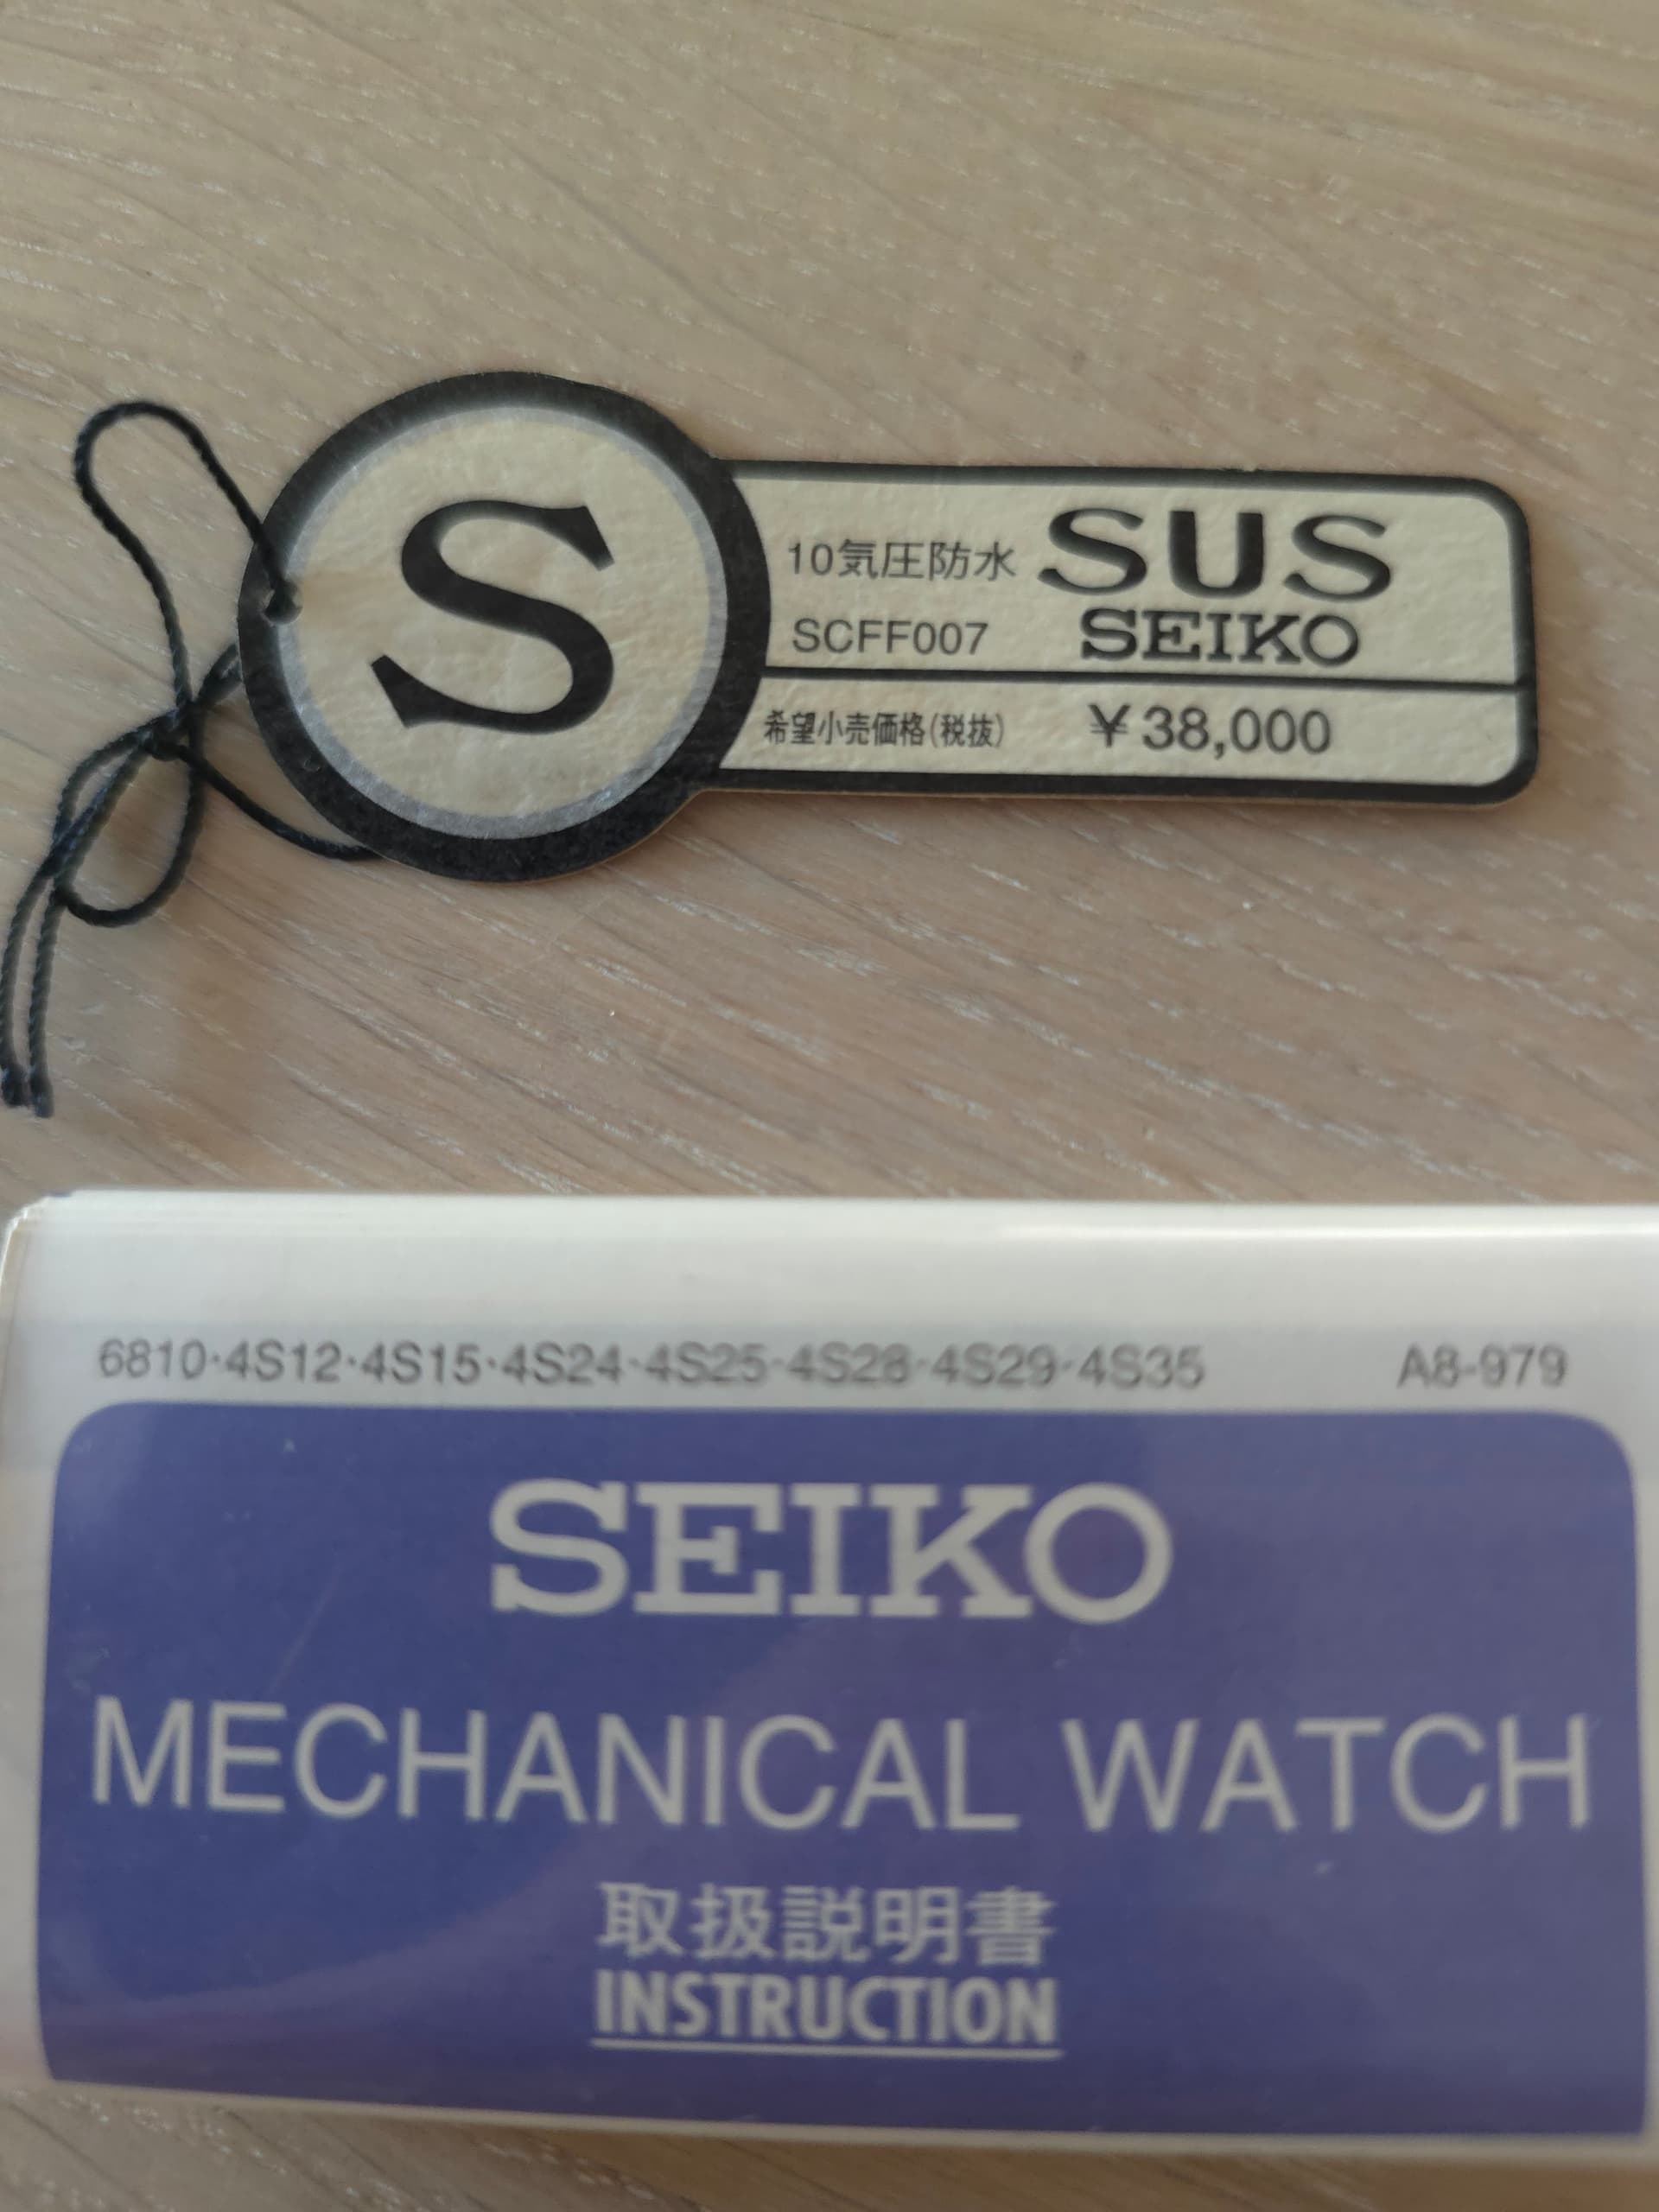 S
10気圧防水
SCFF007
SUS
SEIKO
希望小売価格(税抜)
¥38,000
6810・4S12・4S15・4S24・4S25・4S28・4S29・4S35
A8-979
SEIKO
MECHANICAL WATCH
取扱説明書
INSTRUCTION